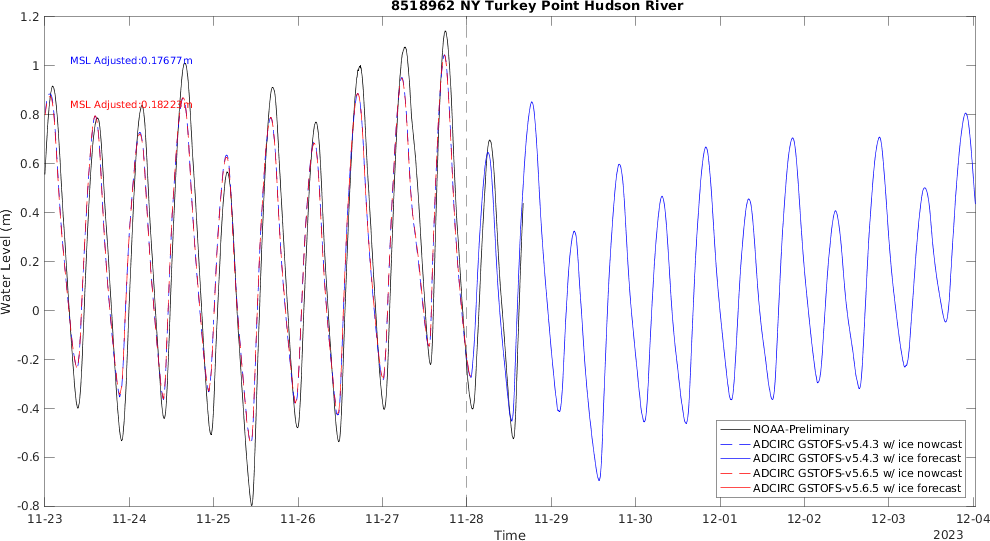 8518962 NY Turkey Point Hudson River
MSL Adjusted:0.17677m
MSL Adjusted:0.18223m
Water Level (m)
1.2
1
0.8
0.6
0.4
0.2
0
-0.2
-0.4
-0.6
-0.8
NOAA-Preliminary
ADCIRC GSTOFS-v5.4.3 w/ ice nowcast
ADCIRC GSTOFS-v5.4.3 w/ ice forecast
ADCIRC GSTOFS-v5.6.5 w/ ice nowcast
ADCIRC GSTOFS-v5.6.5 w/ ice forecast
11-23 11-24 11-25 11-26 11-27 11-28 11-29 11-30 12-01 12-02 12-03 12-04
Time
2023